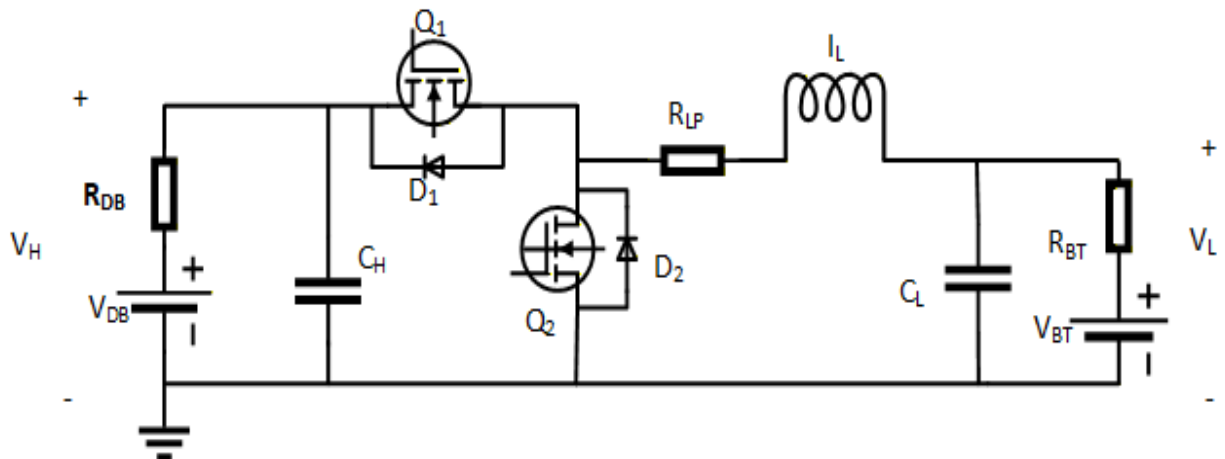 Q1
IL
+
RLP
+
RDB
D1
VH
CH
D2
RBT
VL
+
VDB
CL
+
Q2
VBT
-
-